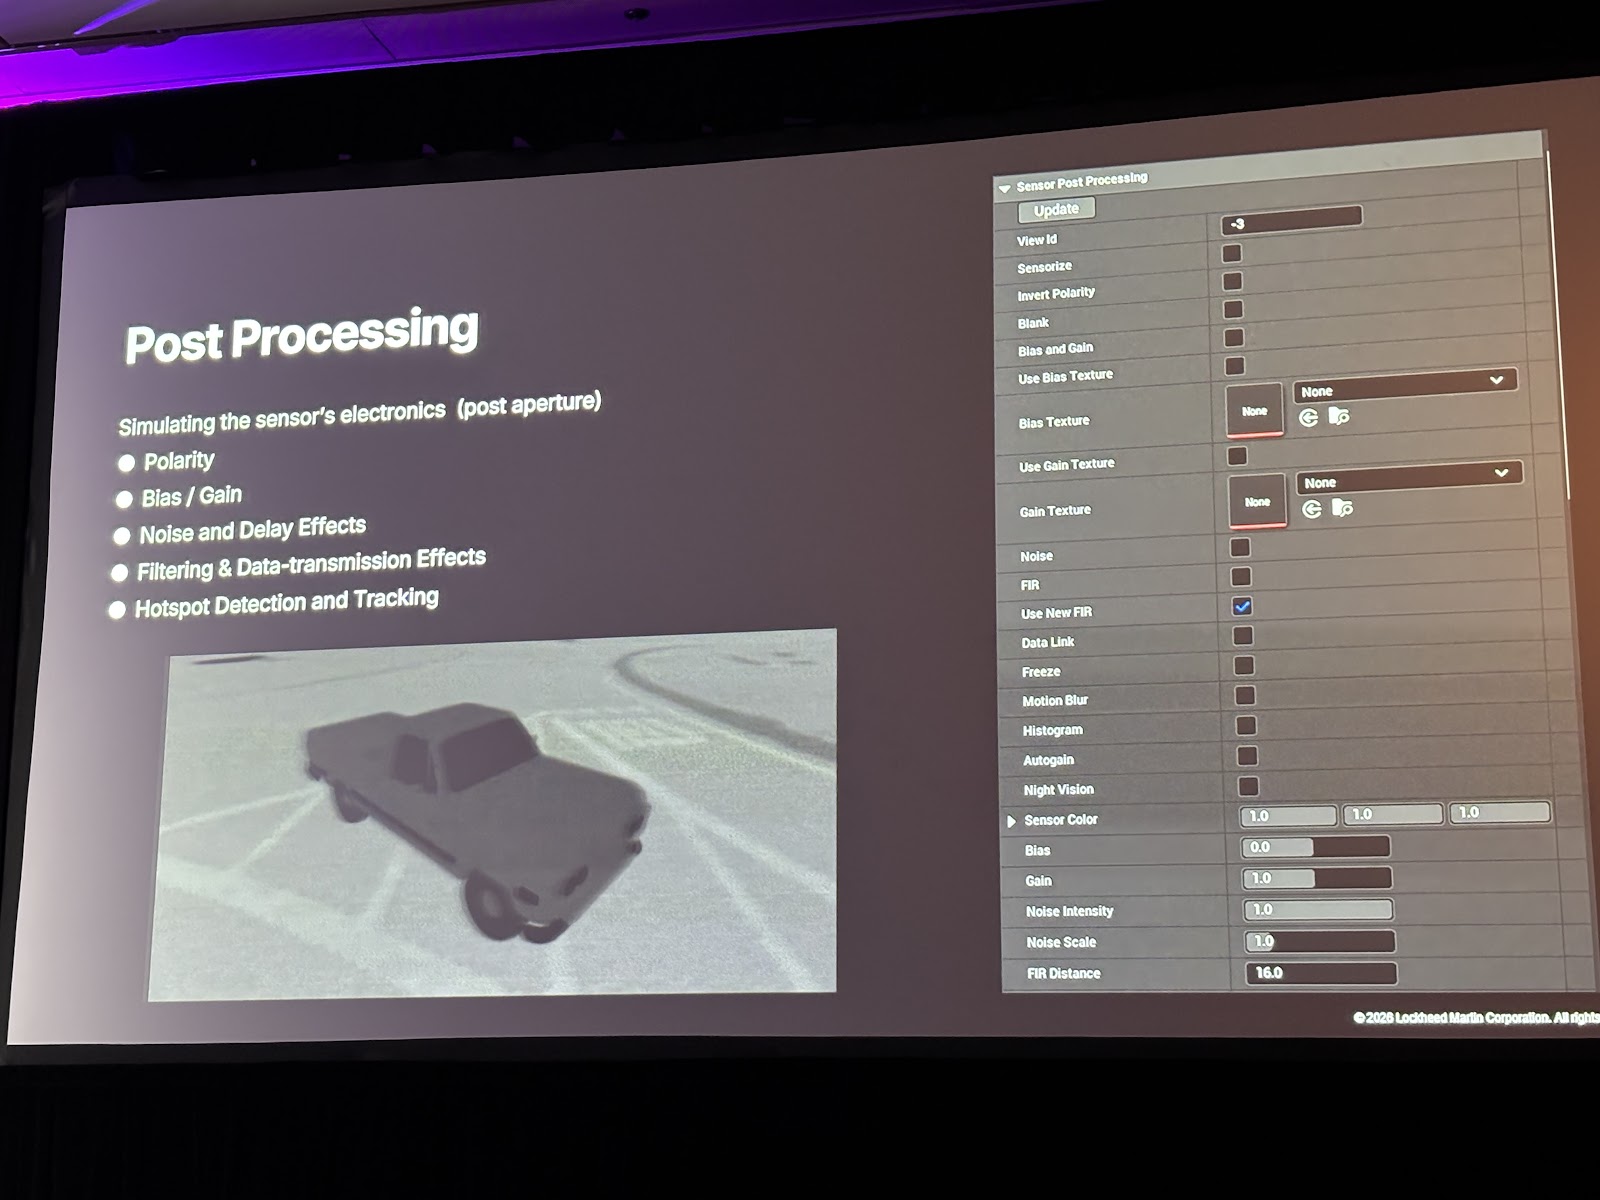 Post Processing
Simulating the sensor's electronics (post aperture)
● Polarity
● Bias / Gain
● Noise and Delay Effects
● Filtering & Data-transmission Effects
● Hotspot Detection and Tracking
Sensor Post Processing
Update
View Id -3
Sensorize
Invert Polarity
Blank
Bias and Gain
Use Bias Texture
Bias Texture None None
Use Gain Texture
Gain Texture None None
Noise
FIR
Use New FIR
Data Link
Freeze
Motion Blur
Histogram
Autogain
Night Vision
Sensor Color 1.0 1.0 1.0
Bias 0.0
Gain 1.0
Noise Intensity 1.0
Noise Scale 1.0
FIR Distance 16.0
© 2026 Lockheed Martin Corporation. All rights